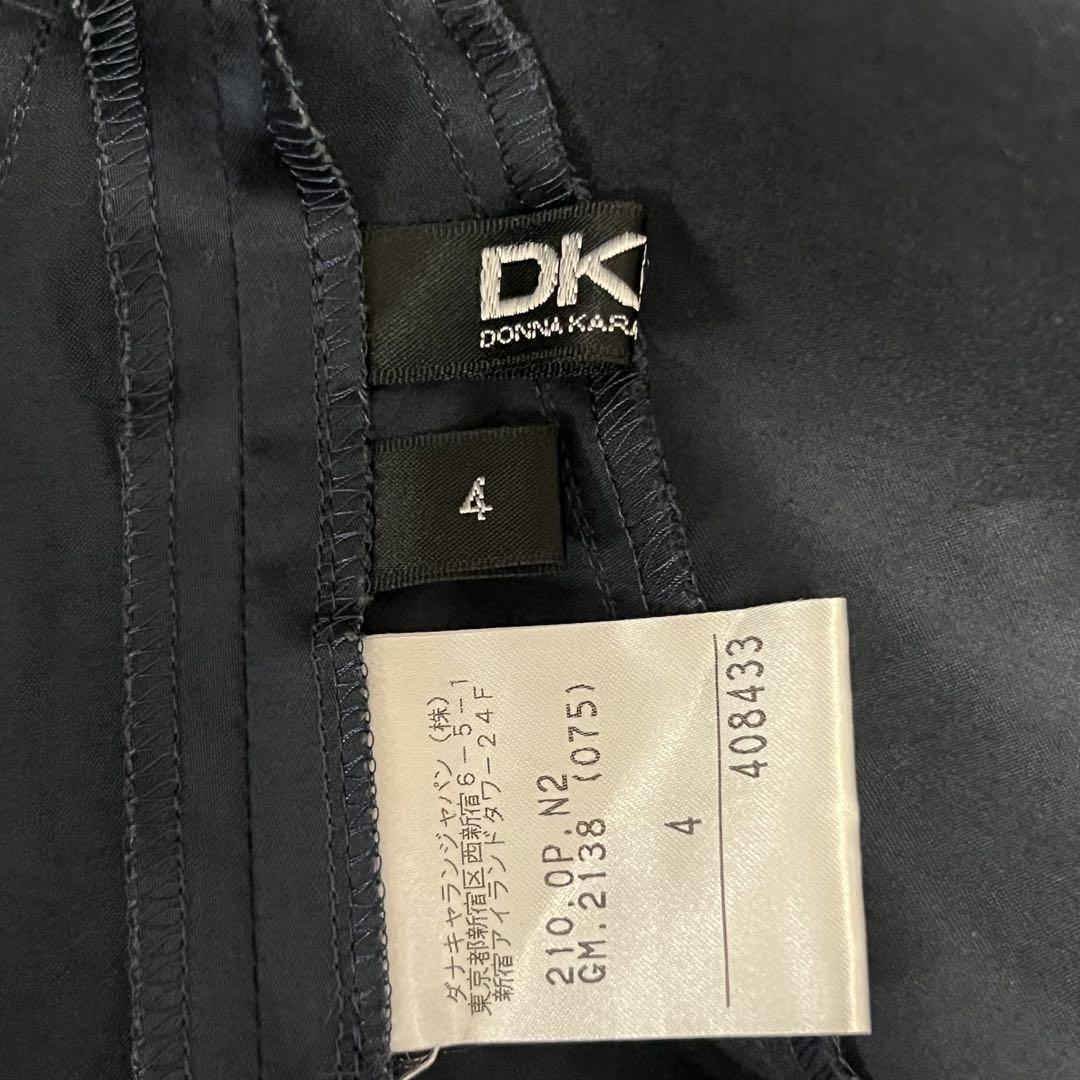 DK
DONNA KARA
4
ダナキャランジャパン(株)
東京都新宿区西新宿6-5-1
新宿アイランドタワー24F
210.OP.N2
GM.2138 (075)
4
408433